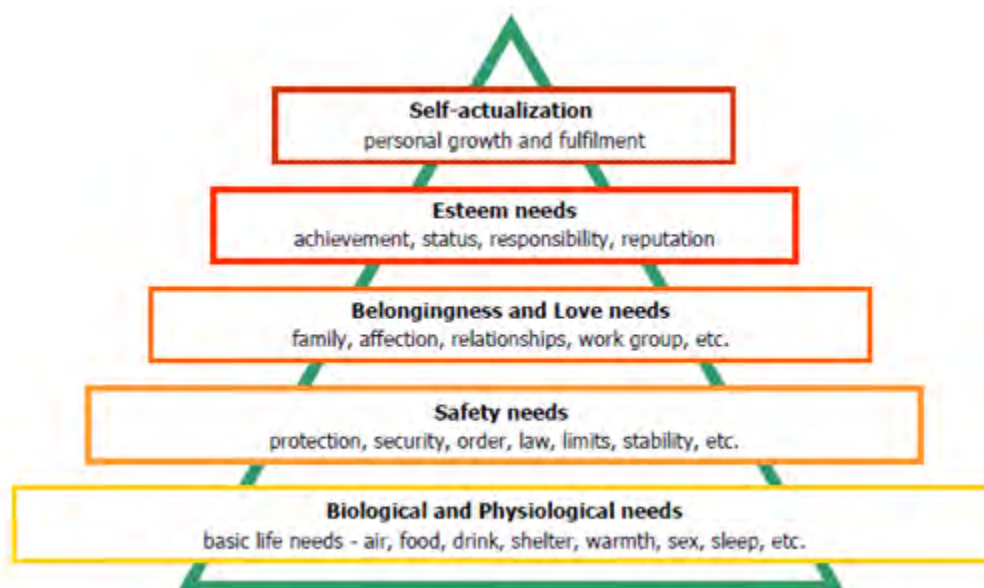 Self-actualization
personal growth and fulfilment
Esteem needs
achievement, status, responsibility, reputation
Belongingness and Love needs
family, affection, relationships, work group, etc.
Safety needs
protection, security, order, law, limits, stability, etc.
Biological and Physiological needs
basic life needs - air, food, drink, shelter, warmth, sex, sleep, etc.